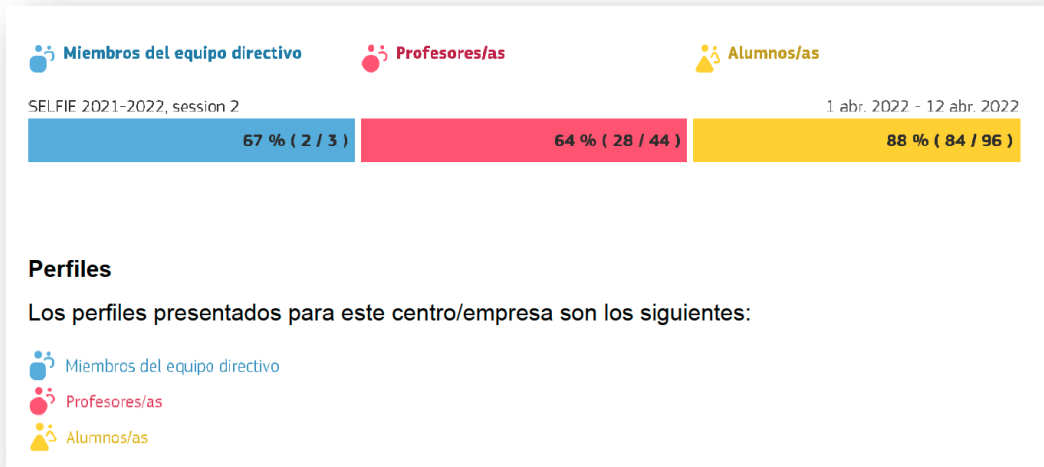 Miembros del equipo directivo Profesores/as Alumnos/as
SELFIE 2021-2022, session 2 1 abr. 2022 - 12 abr. 2022
67 % ( 2 / 3 ) 64 % ( 28 / 44 ) 88 % ( 84 / 96 )
Perfiles
Los perfiles presentados para este centro/empresa son los siguientes:
Miembros del equipo directivo
Profesores/as
Alumnos/as